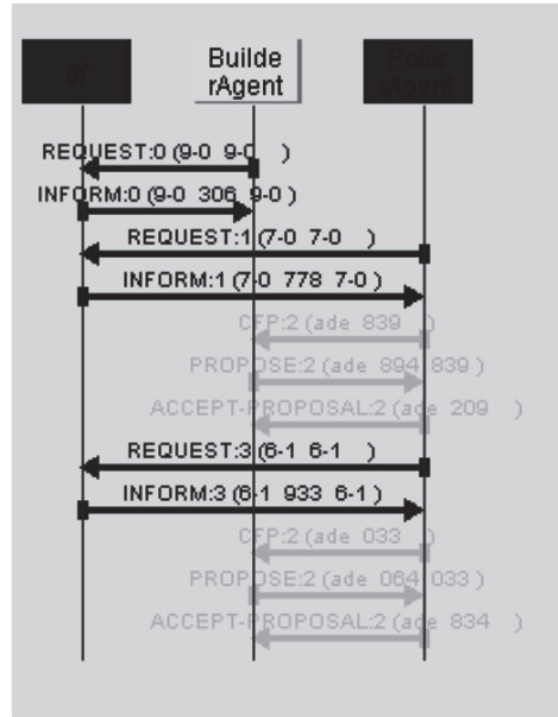 df
Builde
rAgent
Polls
rAgent
REQUEST:0 (9-0 9-0 )
INFORM:0 (9-0 306 9-0 )
REQUEST:1 (7-0 7-0 )
INFORM:1 (7-0 778 7-0 )
CFP:2 (ade 839 )
PROPOSE:2 (ade 894 839 )
ACCEPT-PROPOSAL:2 (ade 209 )
REQUEST:3 (6-1 6-1 )
INFORM:3 (6-1 933 6-1 )
CFP:2 (ade 033 )
PROPOSE:2 (ade 064 033 )
ACCEPT-PROPOSAL:2 (ade 834 )